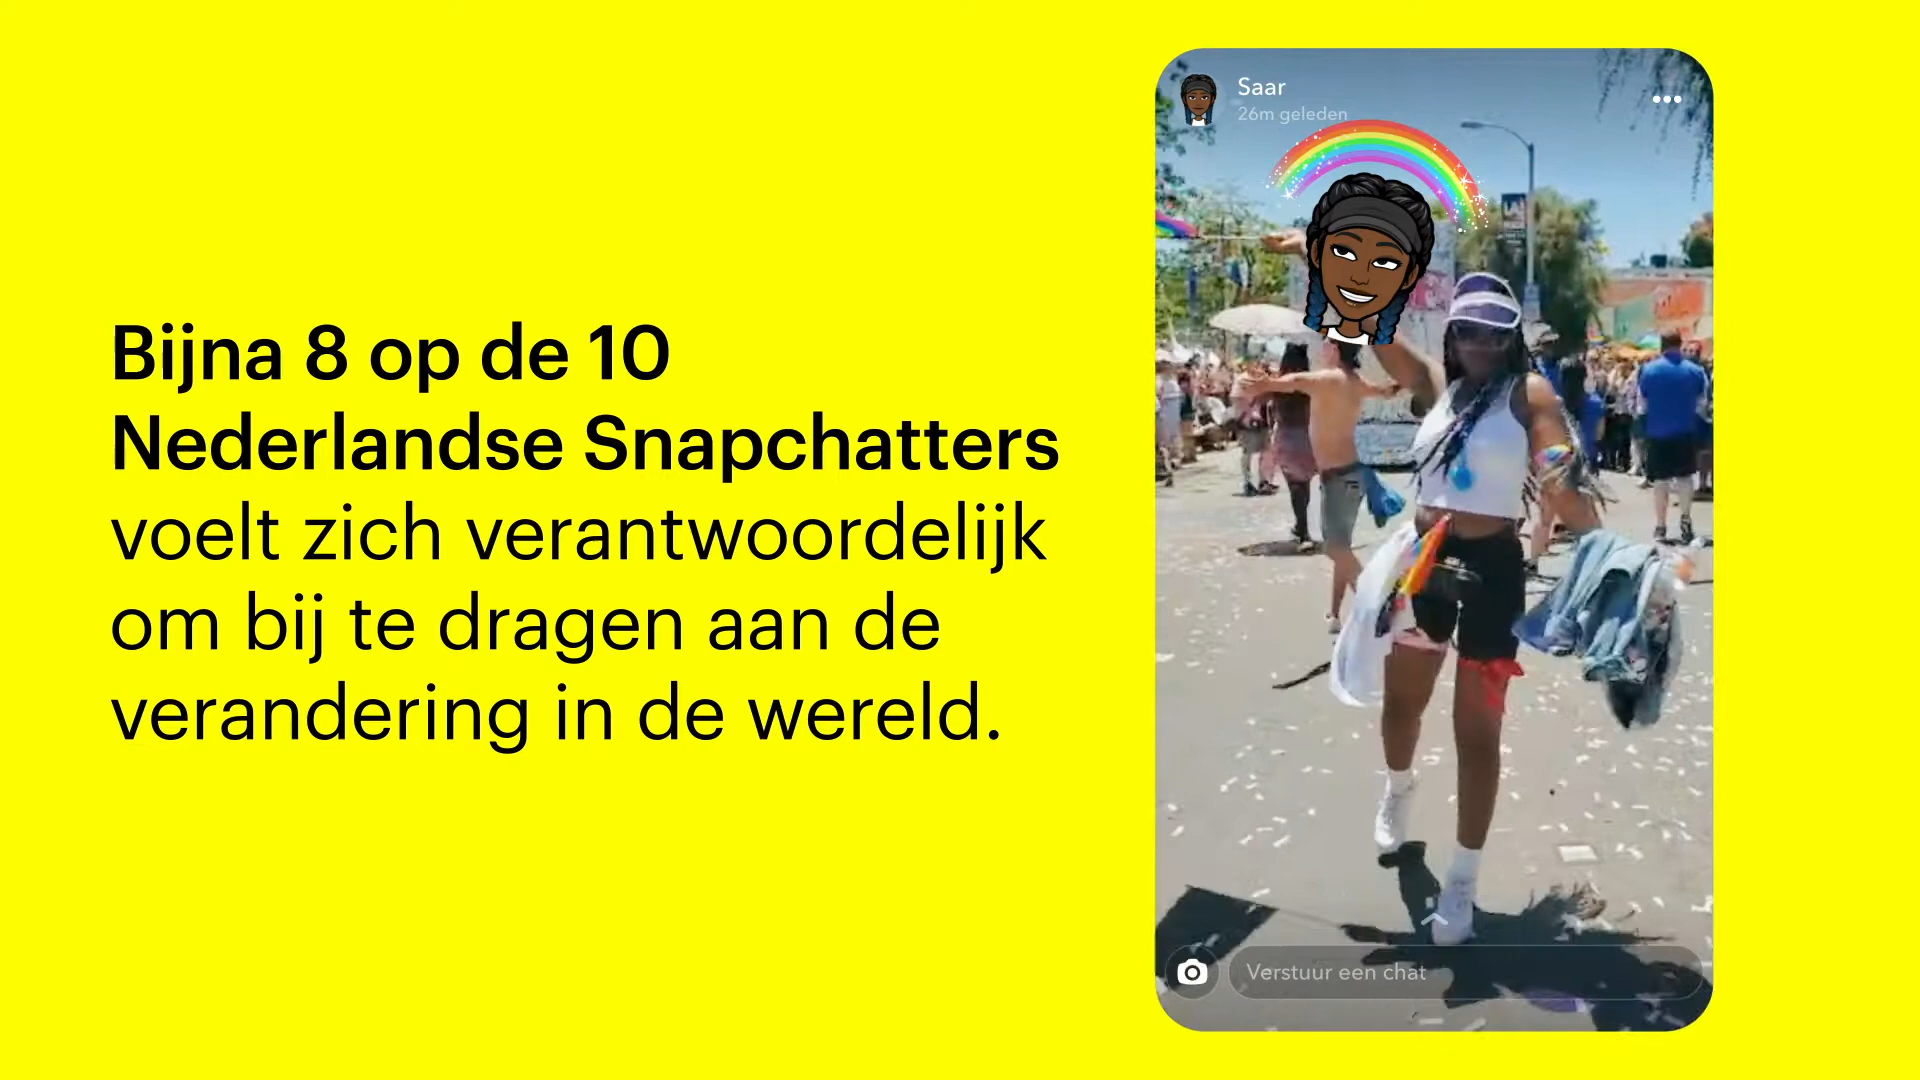 Bijna 8 op de 10
Nederlandse Snapchatters
voelt zich verantwoordelijk
om bij te dragen aan de
verandering in de wereld.
Saar
26m geleden
LA
Verstuur een chat